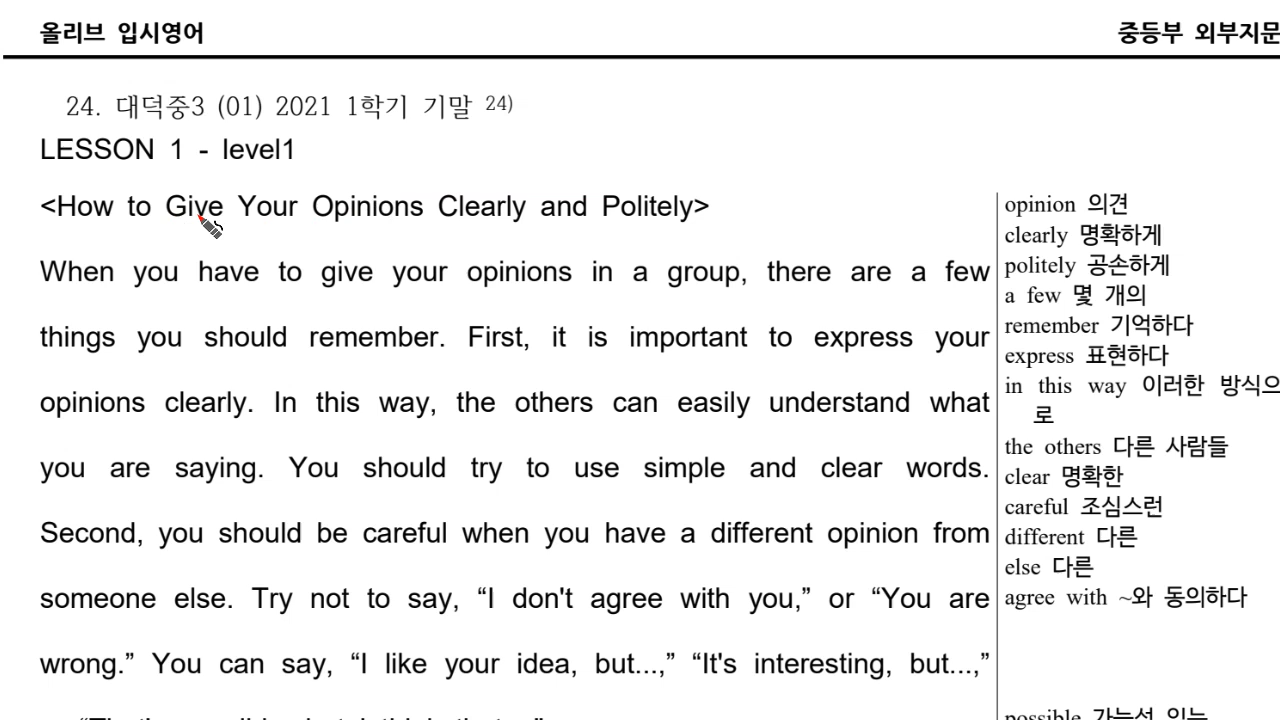 올리브 입시영어
중등부 외부지문
24. 대덕중3 (01) 2021 1학기 기말 24)
LESSON 1 - level1
<How to Give Your Opinions Clearly and Politely>
When you have to give your opinions in a group, there are a few
things you should remember. First, it is important to express your
opinions clearly. In this way, the others can easily understand what
you are saying. You should try to use simple and clear words.
Second, you should be careful when you have a different opinion from
someone else. Try not to say, “I don't agree with you,” or “You are
wrong.” You can say, “I like your idea, but...,” “It's interesting, but...,”
opinion 의견
clearly 명확하게
politely 공손하게
a few 몇 개의
remember 기억하다
express 표현하다
in this way 이러한 방식으
로
the others 다른 사람들
clear 명확한
careful 조심스런
different 다른
else 다른
agree with ~와 동의하다
possible 가능성 있는